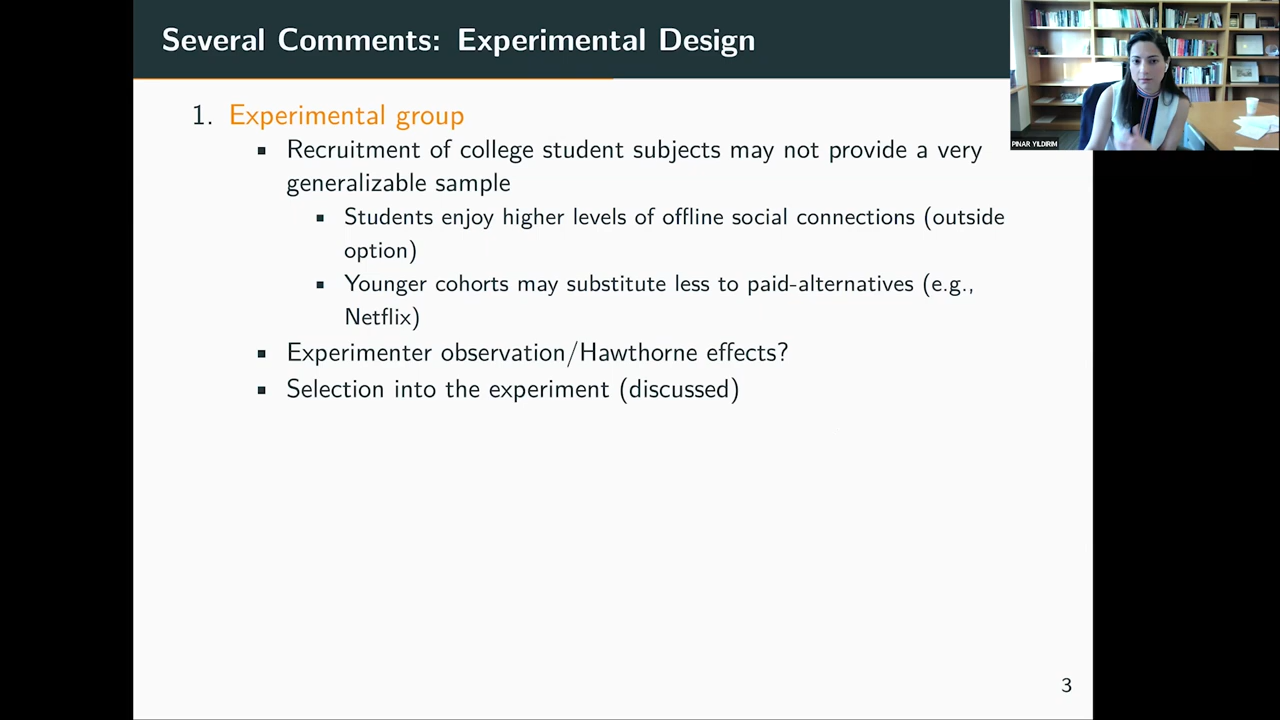 Several Comments: Experimental Design
PINAR YILDIRIM
1. Experimental group
▪ Recruitment of college student subjects may not provide a very
generalizable sample
▪ Students enjoy higher levels of offline social connections (outside
option)
▪ Younger cohorts may substitute less to paid-alternatives (e.g.,
Netflix)
▪ Experimenter observation/Hawthorne effects?
▪ Selection into the experiment (discussed)
3